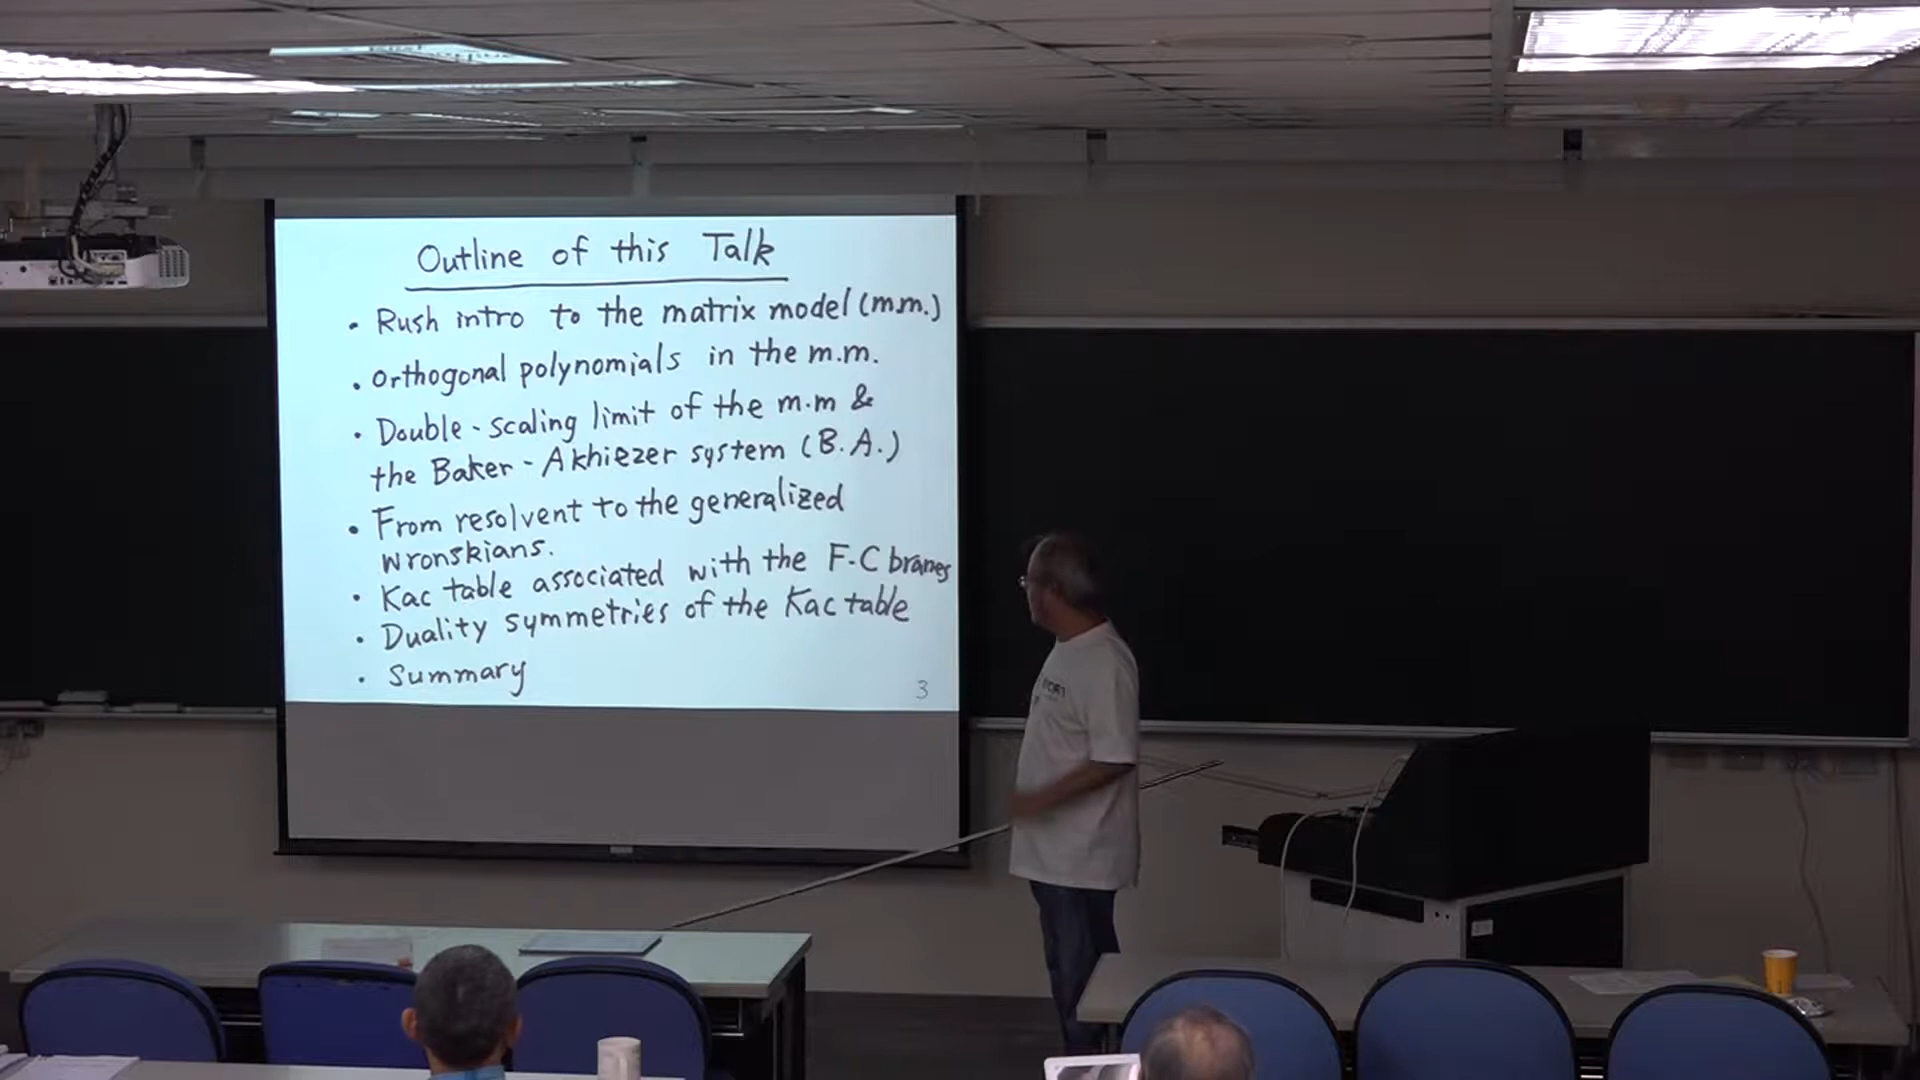 Outline of this Talk
• Rush intro to the matrix model (m.m.)
• Orthogonal polynomials in the m.m.
• Double-scaling limit of the m.m &
the Baker-Akhiezer system (B.A.)
• From resolvent to the generalized
wronskians.
• Kac table associated with the F-C branes
• Duality symmetries of the Kac table
• Summary
3